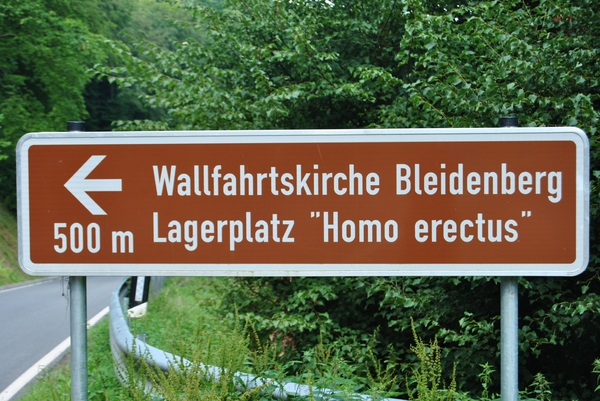 Wallfahrtskirche Bleidenberg
Lagerplatz "Homo erectus"
500 m